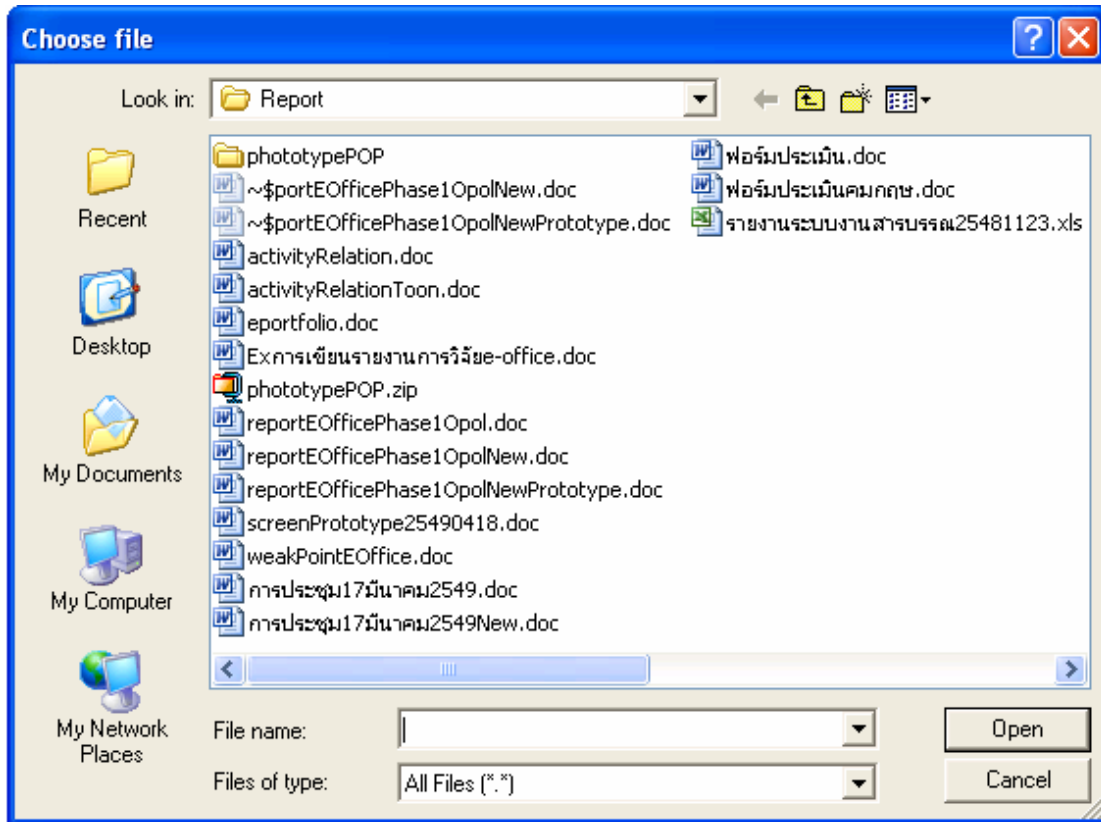 Choose file
Look in:
Report
Recent
Desktop
My Documents
My Computer
My Network
Places
phototypePOP
~$portEOfficePhase1OpolNew.doc
~$portEOfficePhase1OpolNewPrototype.doc
activityRelation.doc
activityRelationToon.doc
eportfolio.doc
Exการเขียนรายงานการวิจัยe-office.doc
phototypePOP.zip
reportEOfficePhase1Opol.doc
reportEOfficePhase1OpolNew.doc
reportEOfficePhase1OpolNewPrototype.doc
screenPrototype25490418.doc
weakPointEOffice.doc
การประชุม17มีนาคม2549.doc
การประชุม17มีนาคม2549New.doc
ฟอร์มประเมิน.doc
ฟอร์มประเมินคมกฤษ.doc
รายงานระบบงานสารบรรณ25481123.xls
File name:
Open
Files of type:
All Files (*.*)
Cancel